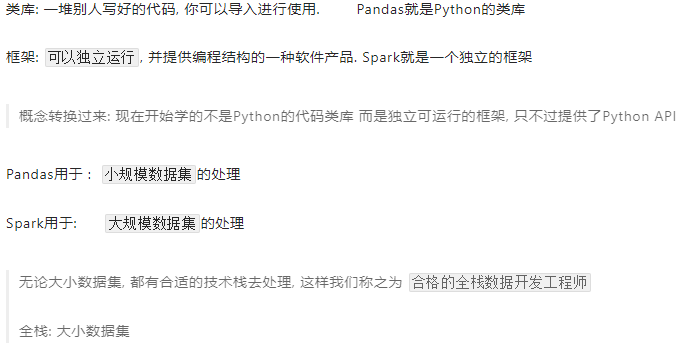 类库: 一堆别人写好的代码, 你可以导入进行使用. Pandas就是Python的类库
框架: 可以独立运行, 并提供编程结构的一种软件产品. Spark就是一个独立的框架
概念转换过来: 现在开始学的不是Python的代码类库 而是独立可运行的框架, 只不过提供了Python API
Pandas用于 : 小规模数据集的处理
Spark用于: 大规模数据集的处理
无论大小数据集, 都有合适的技术栈去处理, 这样我们称之为 合格的全栈数据开发工程师
全栈: 大小数据集